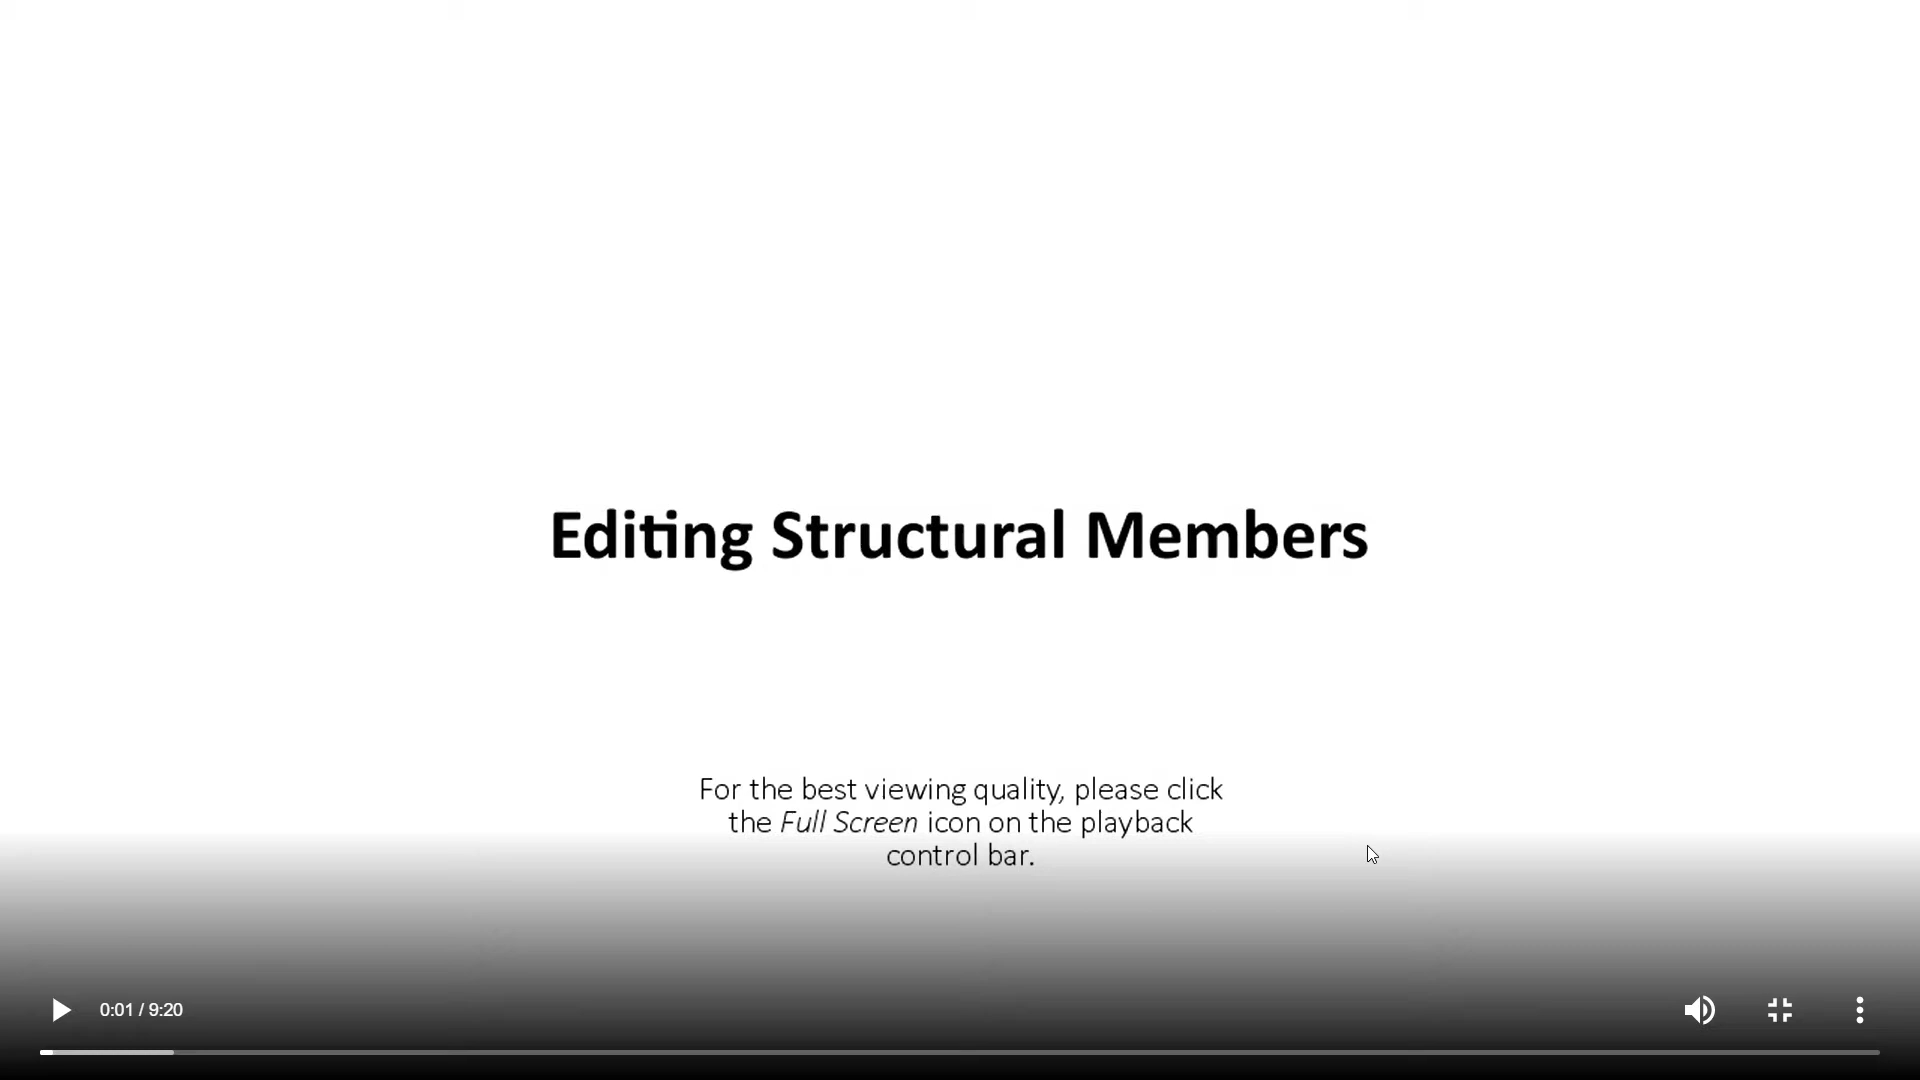 Editing Structural Members
For the best viewing quality, please click
the Full Screen icon on the playback
control bar.
0:01 / 9:20